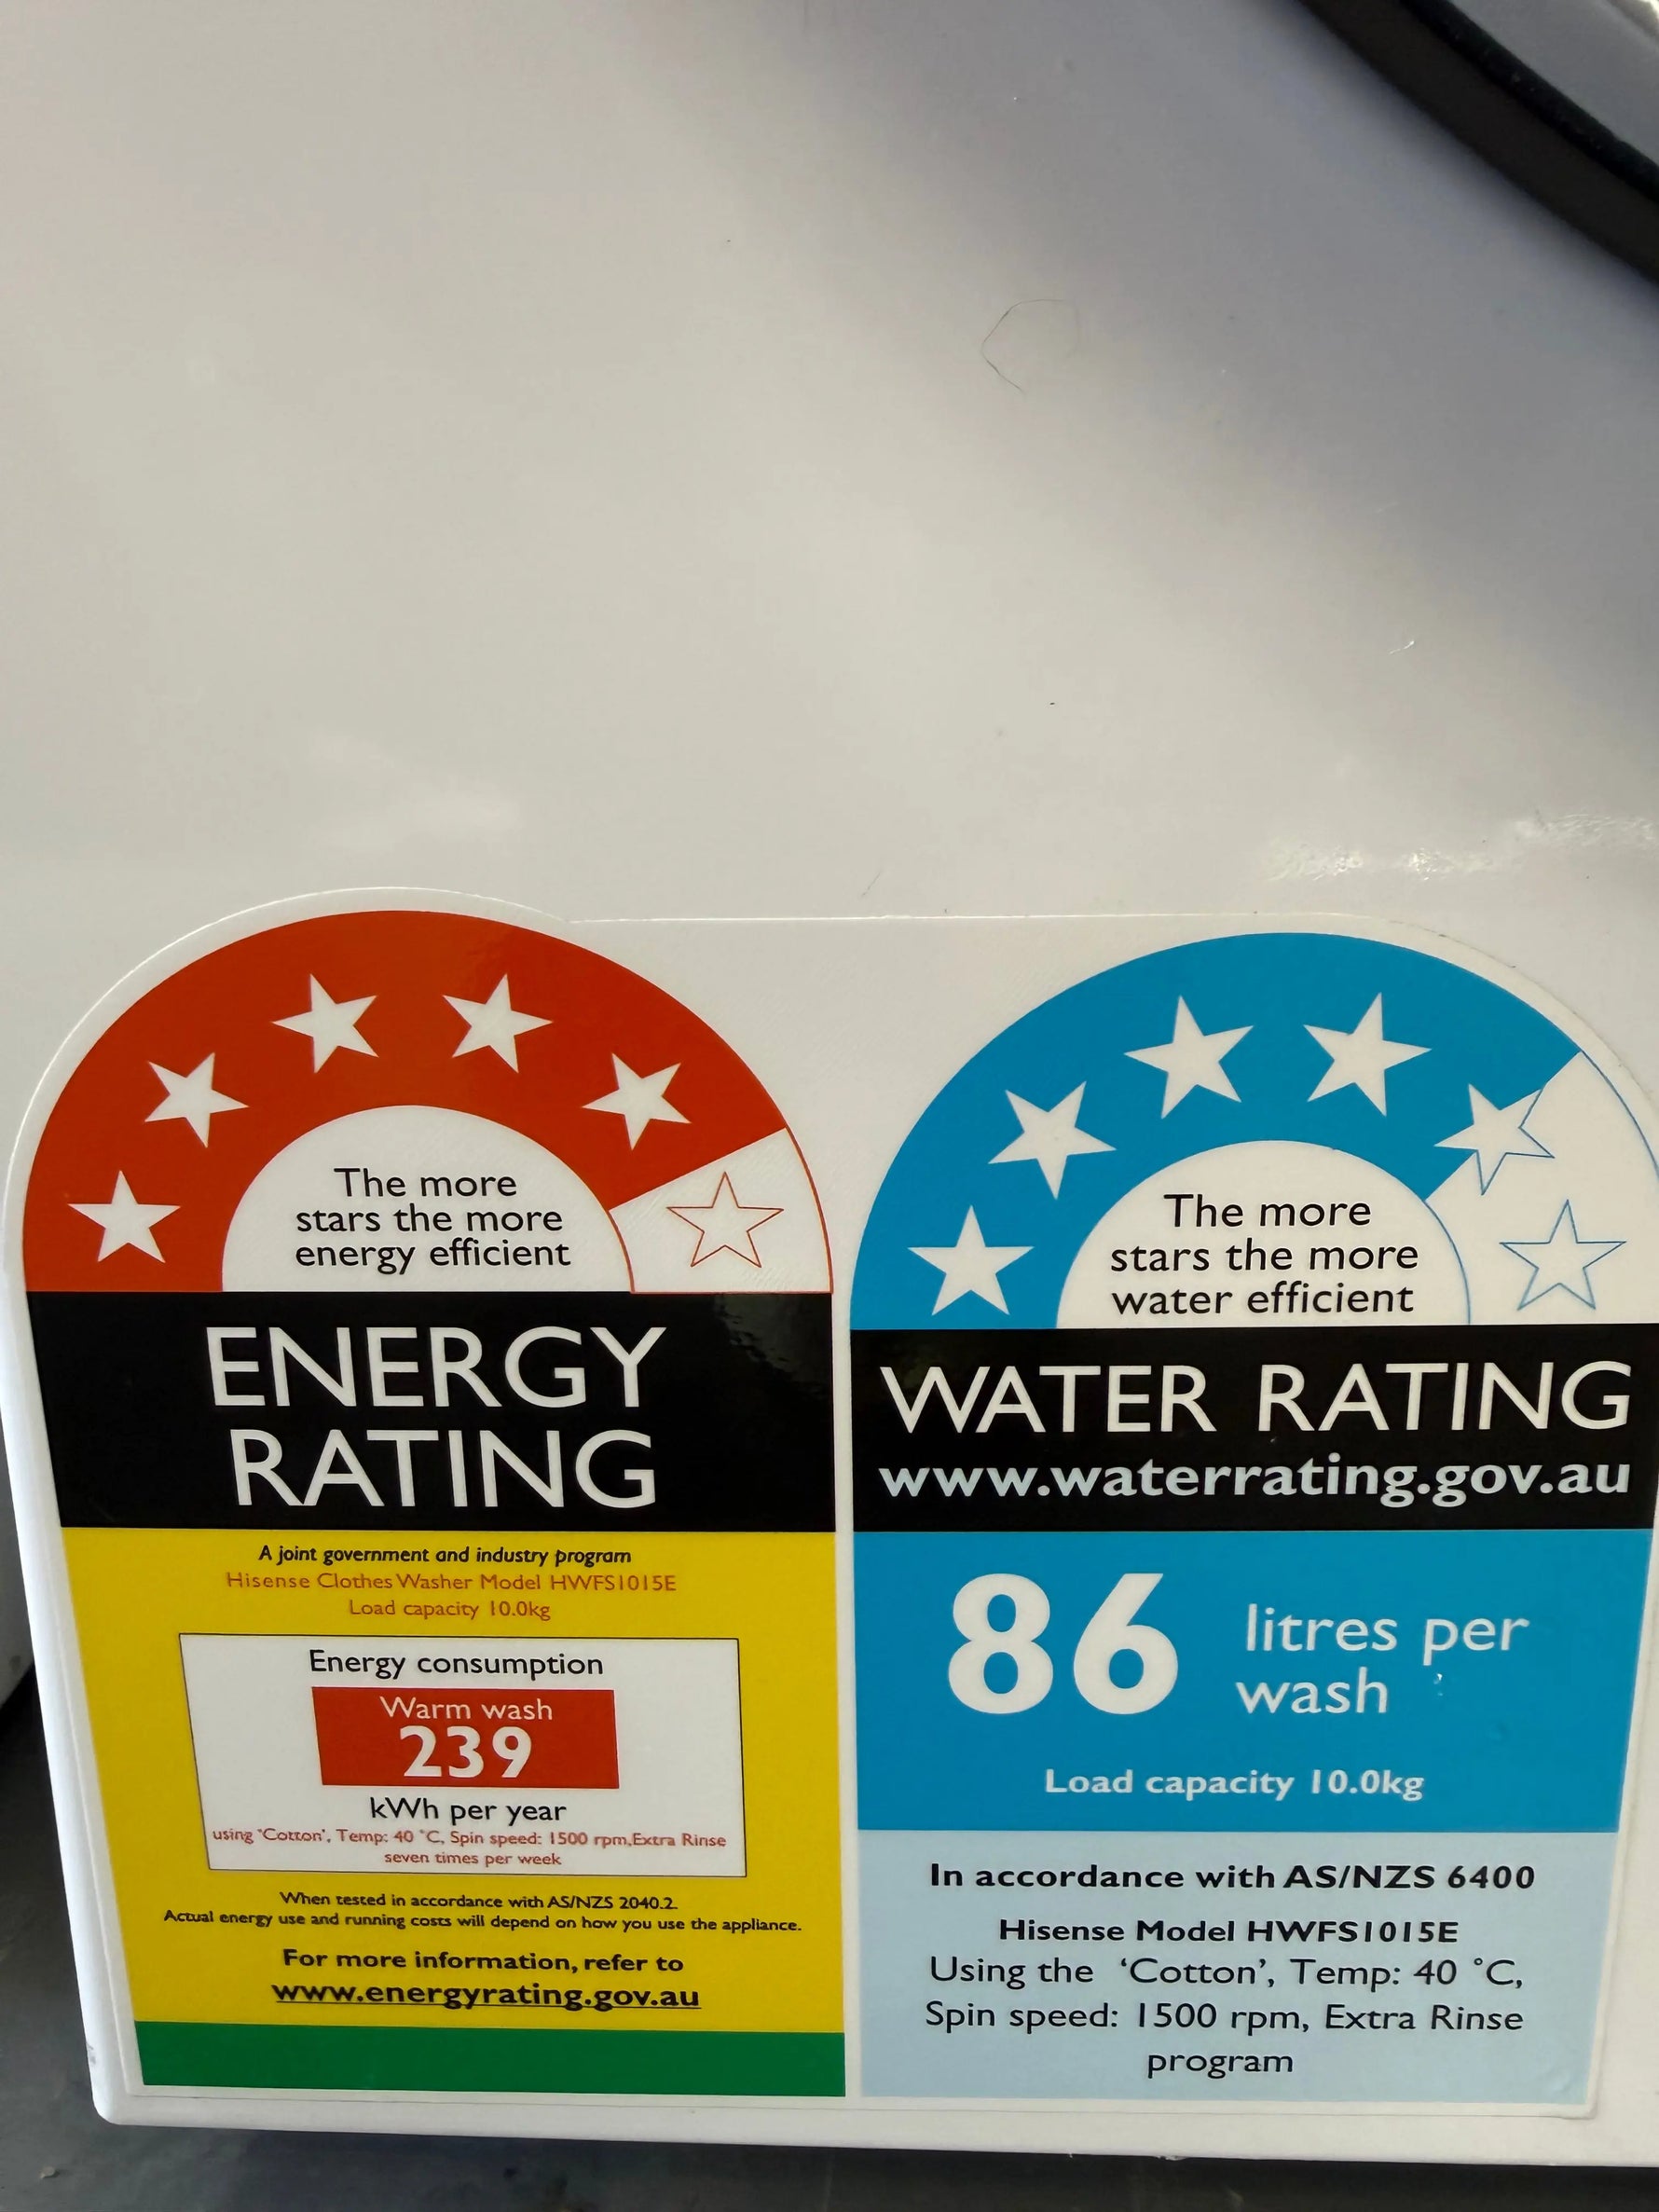 The more
stars the more
energy efficient
ENERGY
RATING
A joint government and industry program
Hisense Clothes Washer Model HWFS1015E
Load capacity 10.0kg
Energy consumption
Warm wash
239
kWh per year
using 'Cotton', Temp: 40 °C, Spin speed: 1500 rpm,Extra Rinse
seven times per week
When tested in accordance with AS/NZS 2040.2.
Actual energy use and running costs will depend on how you use the appliance.
For more information, refer to
www.energyrating.gov.au
The more
stars the more
water efficient
WATER RATING
www.waterrating.gov.au
86 litres per
wash
Load capacity 10.0kg
In accordance with AS/NZS 6400
Hisense Model HWFS1015E
Using the 'Cotton', Temp: 40 °C,
Spin speed: 1500 rpm, Extra Rinse
program